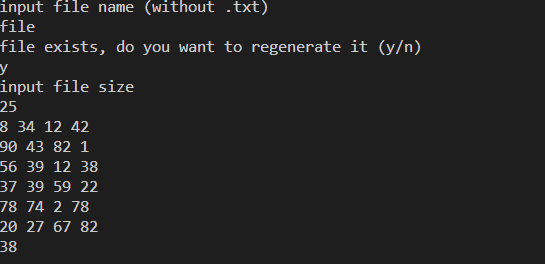 input file name (without .txt)
file
file exists, do you want to regenerate it (y/n)
y
input file size
25
8 34 12 42
90 43 82 1
56 39 12 38
37 39 59 22
78 74 2 78
20 27 67 82
38